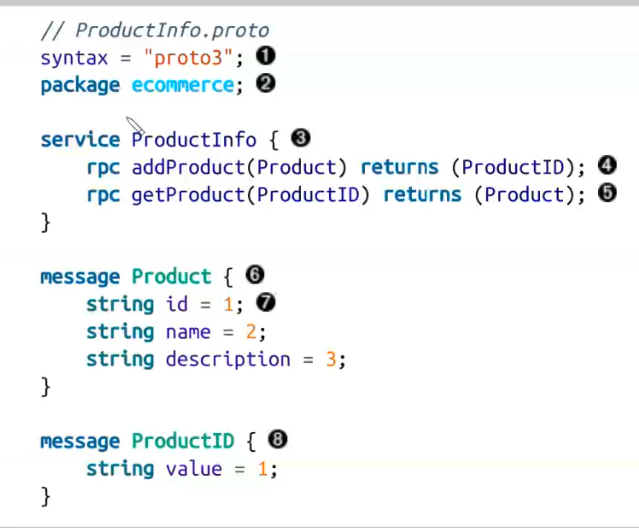 // ProductInfo.proto
syntax = "proto3"; ❶
package ecommerce; ❷
service ProductInfo { ❸
rpc addProduct(Product) returns (ProductID); ❹
rpc getProduct(ProductID) returns (Product); ❺
}
message Product { ❻
string id = 1; ❼
string name = 2;
string description = 3;
}
message ProductID { ❽
string value = 1;
}